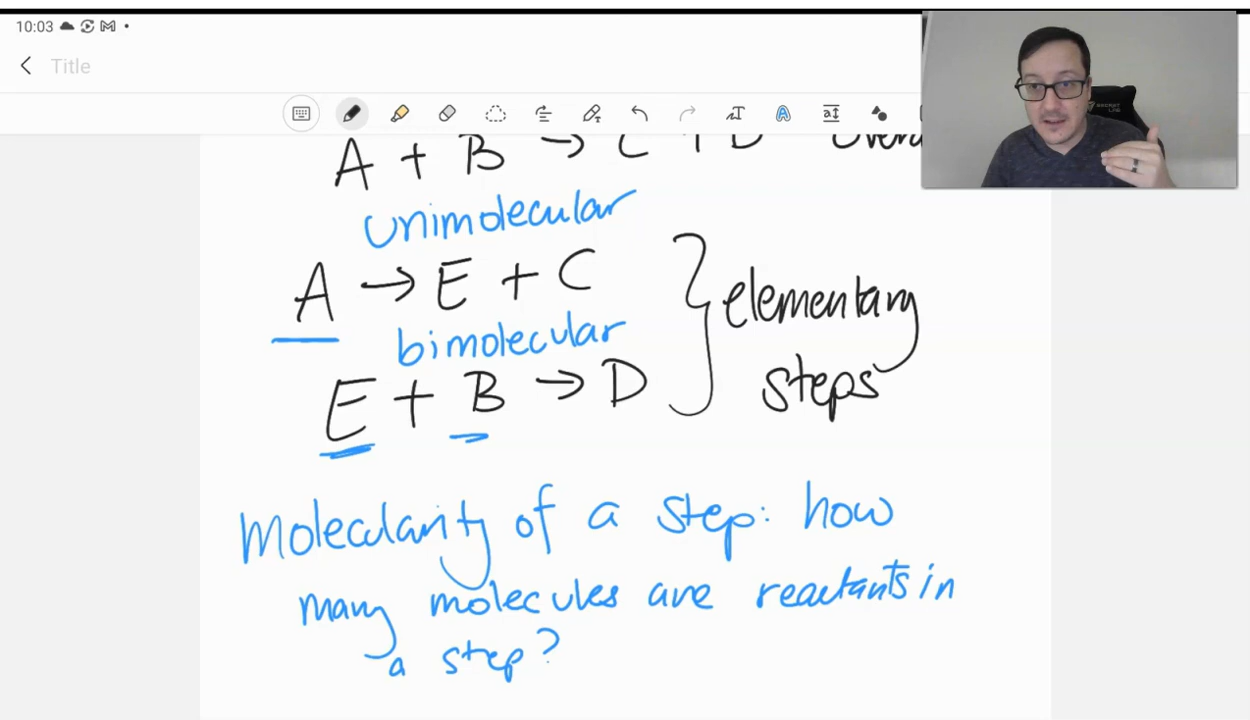 10:03
Title
A + B → C + D
unimolecular
A → E + C
bimolecular
E + B → D
elementary
steps
molecularity of a step: how
many molecules are reactants in
a step?